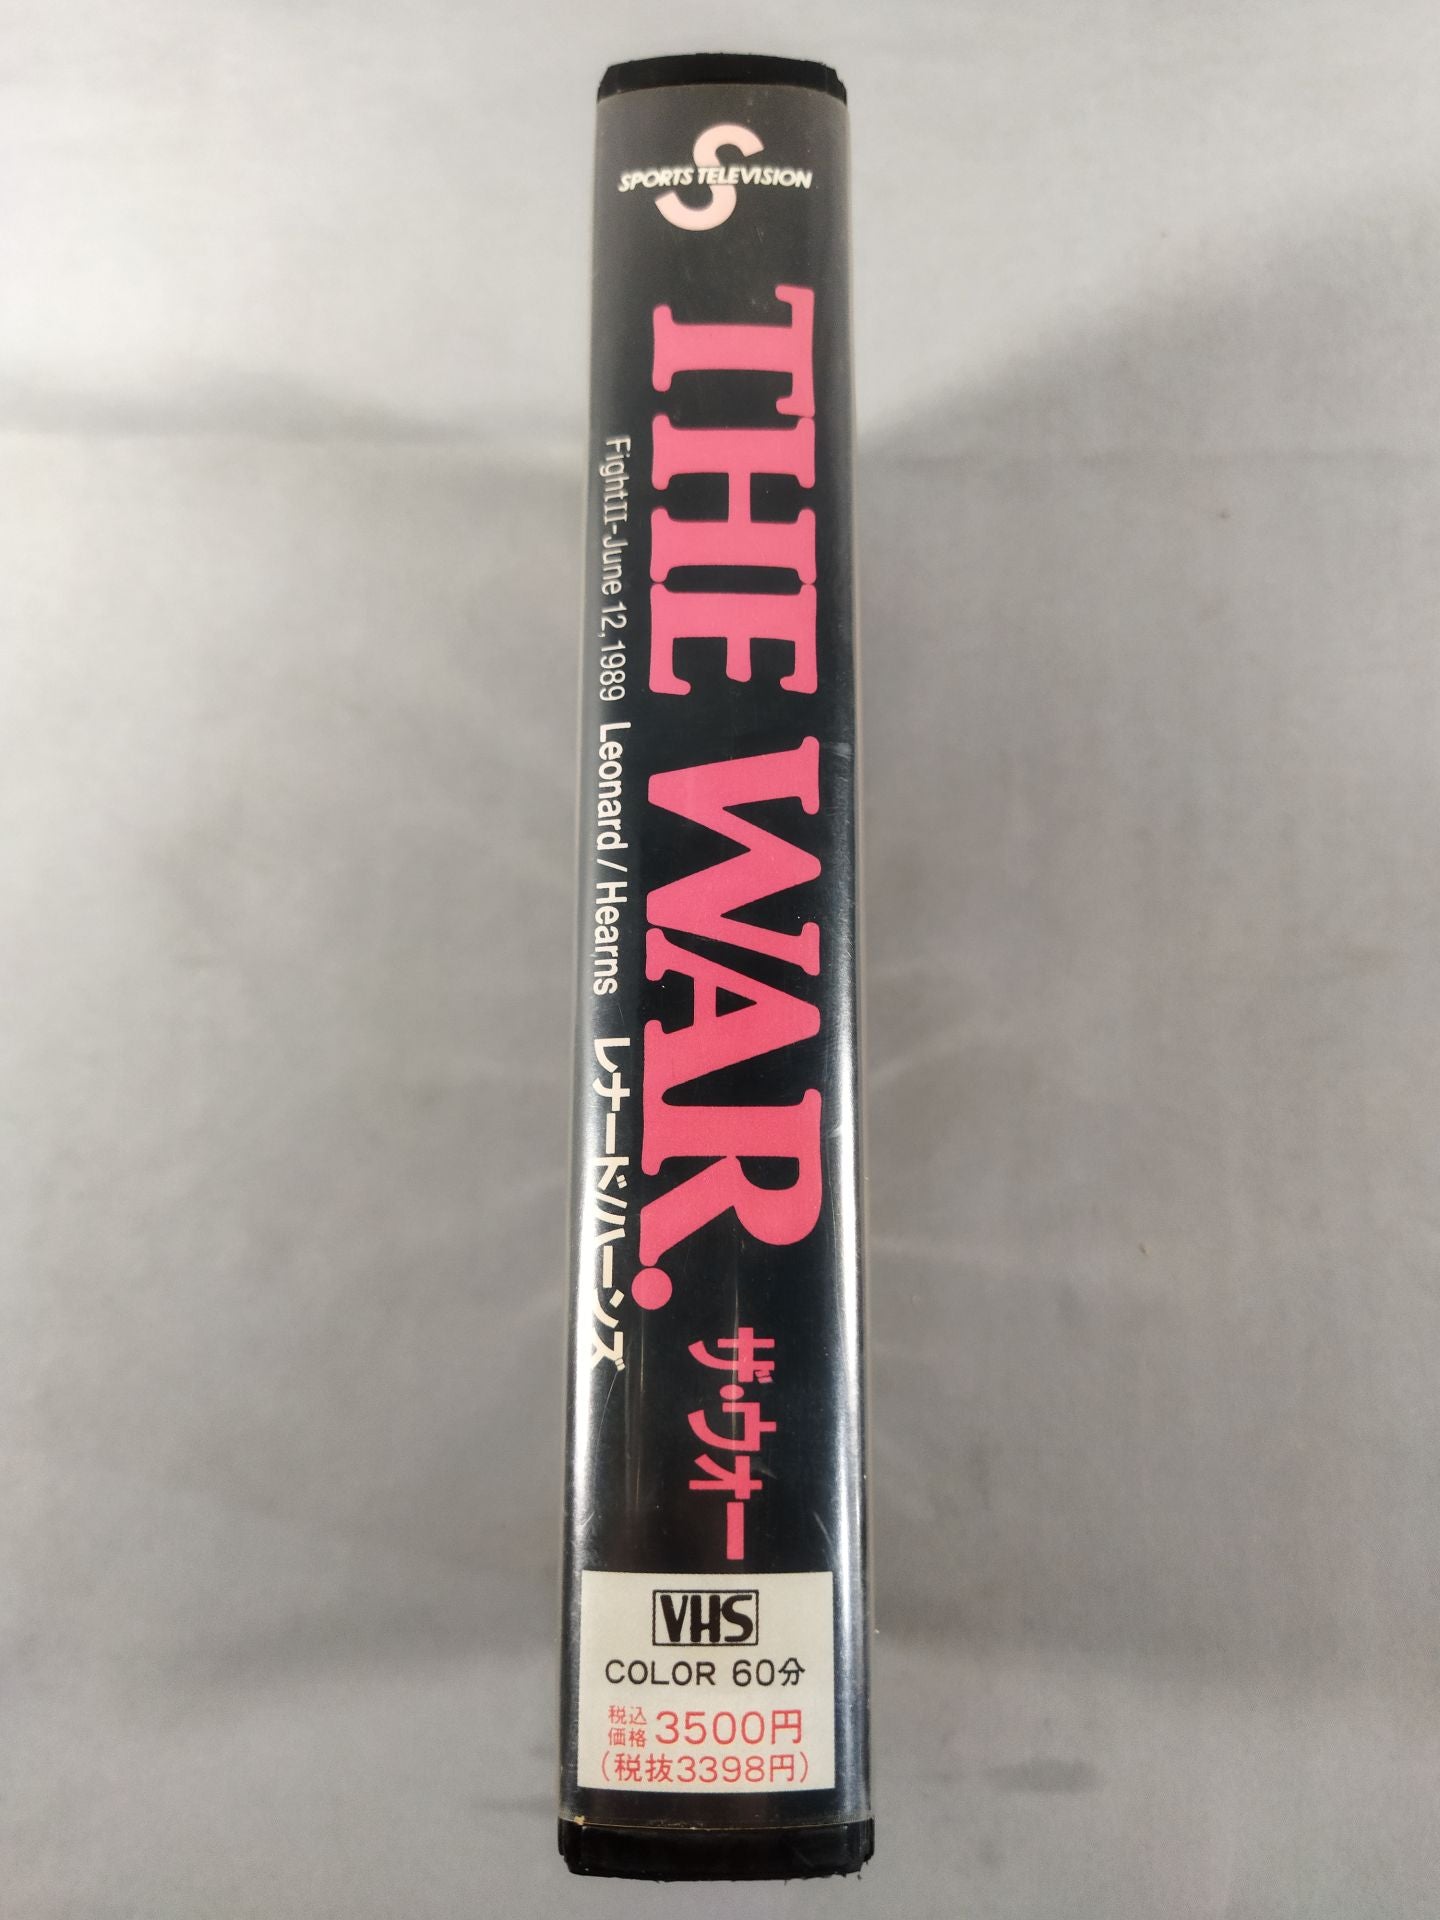 S
SPORTS TELEVISION
THE WAR.
ザ・ウォー
FightII-June 12,1989 Leonard / Hearns レナード/ハーンズ
VHS
COLOR 60分
税込価格 3500円
(税抜3398円)